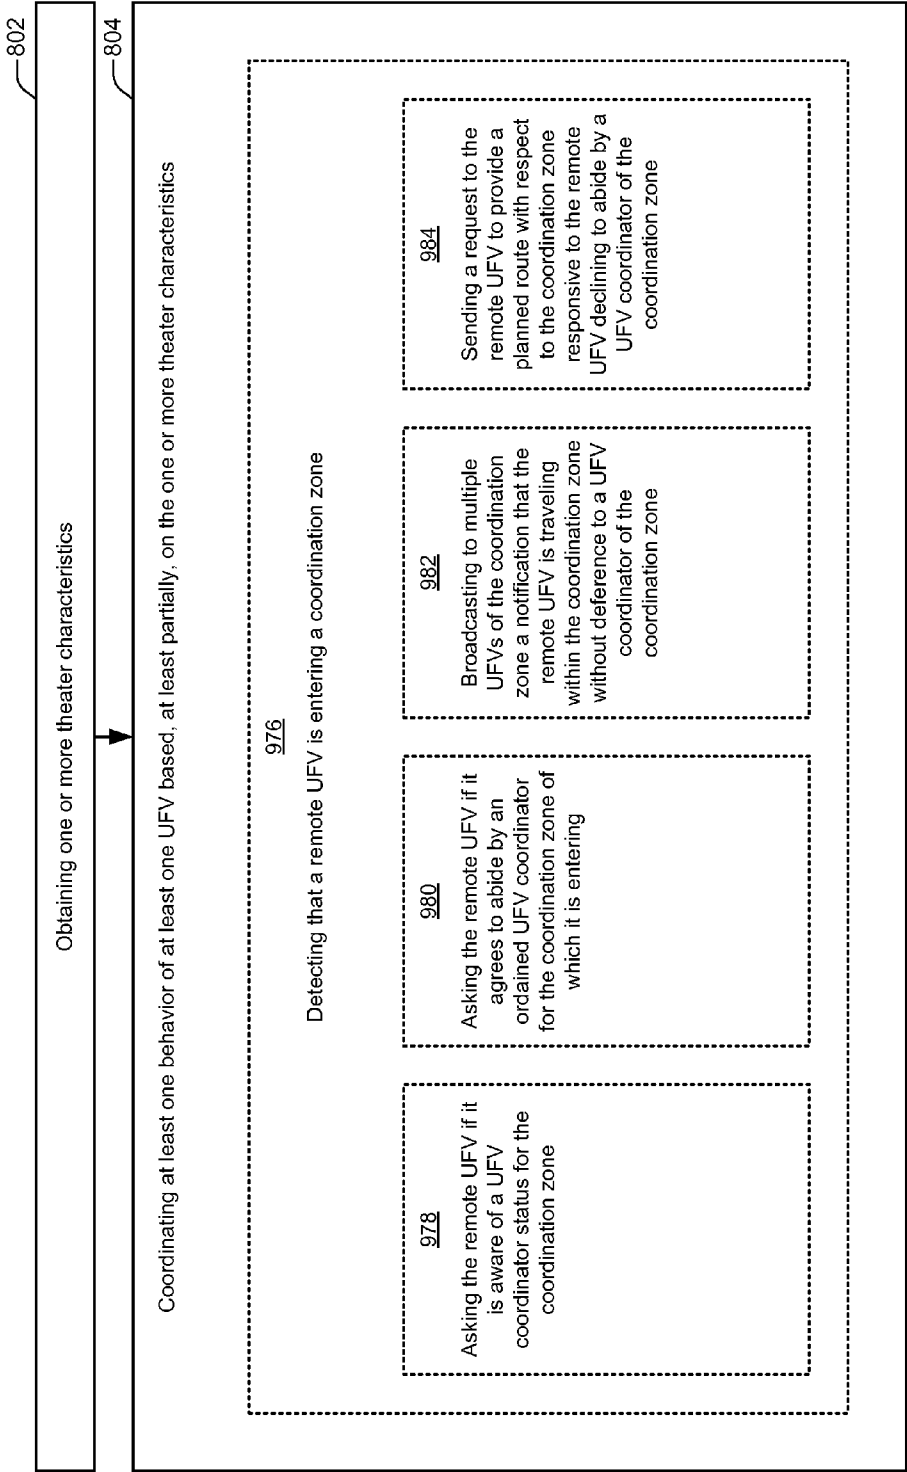 802
Obtaining one or more theater characteristics
804
Coordinating at least one behavior of at least one UFV based, at least partially, on the one or more theater characteristics
976
Detecting that a remote UFV is entering a coordination zone
978
Asking the remote UFV if it
is aware of a UFV
coordinator status for the
coordination zone
980
Asking the remote UFV if it
agrees to abide by an
ordained UFV coordinator
for the coordination zone of
which it is entering
982
Broadcasting to multiple
UFVs of the coordination
zone a notification that the
remote UFV is traveling
within the coordination zone
without deference to a UFV
coordinator of the
coordination zone
984
Sending a request to the
remote UFV to provide a
planned route with respect
to the coordination zone
responsive to the remote
UFV declining to abide by a
UFV coordinator of the
coordination zone